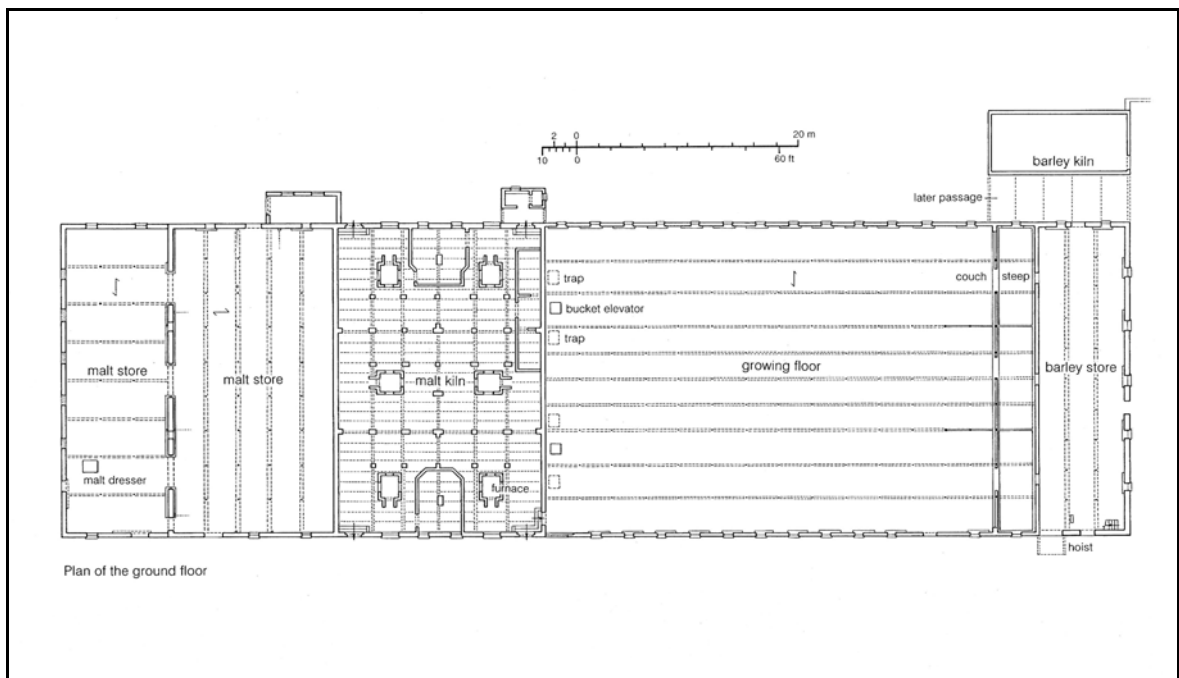 2 0 20 m
10 0 60 ft
barley kiln
later passage
trap
couch
steep
bucket elevator
trap
malt store
malt store
malt kiln
growing floor
barley store
malt dresser
furnace
hoist
Plan of the ground floor